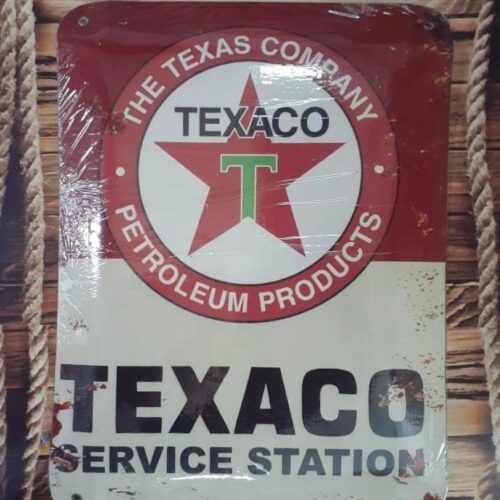 THE TEXAS COMPANY
TEXACO
T
PETROLEUM PRODUCTS
TEXACO
SERVICE STATION